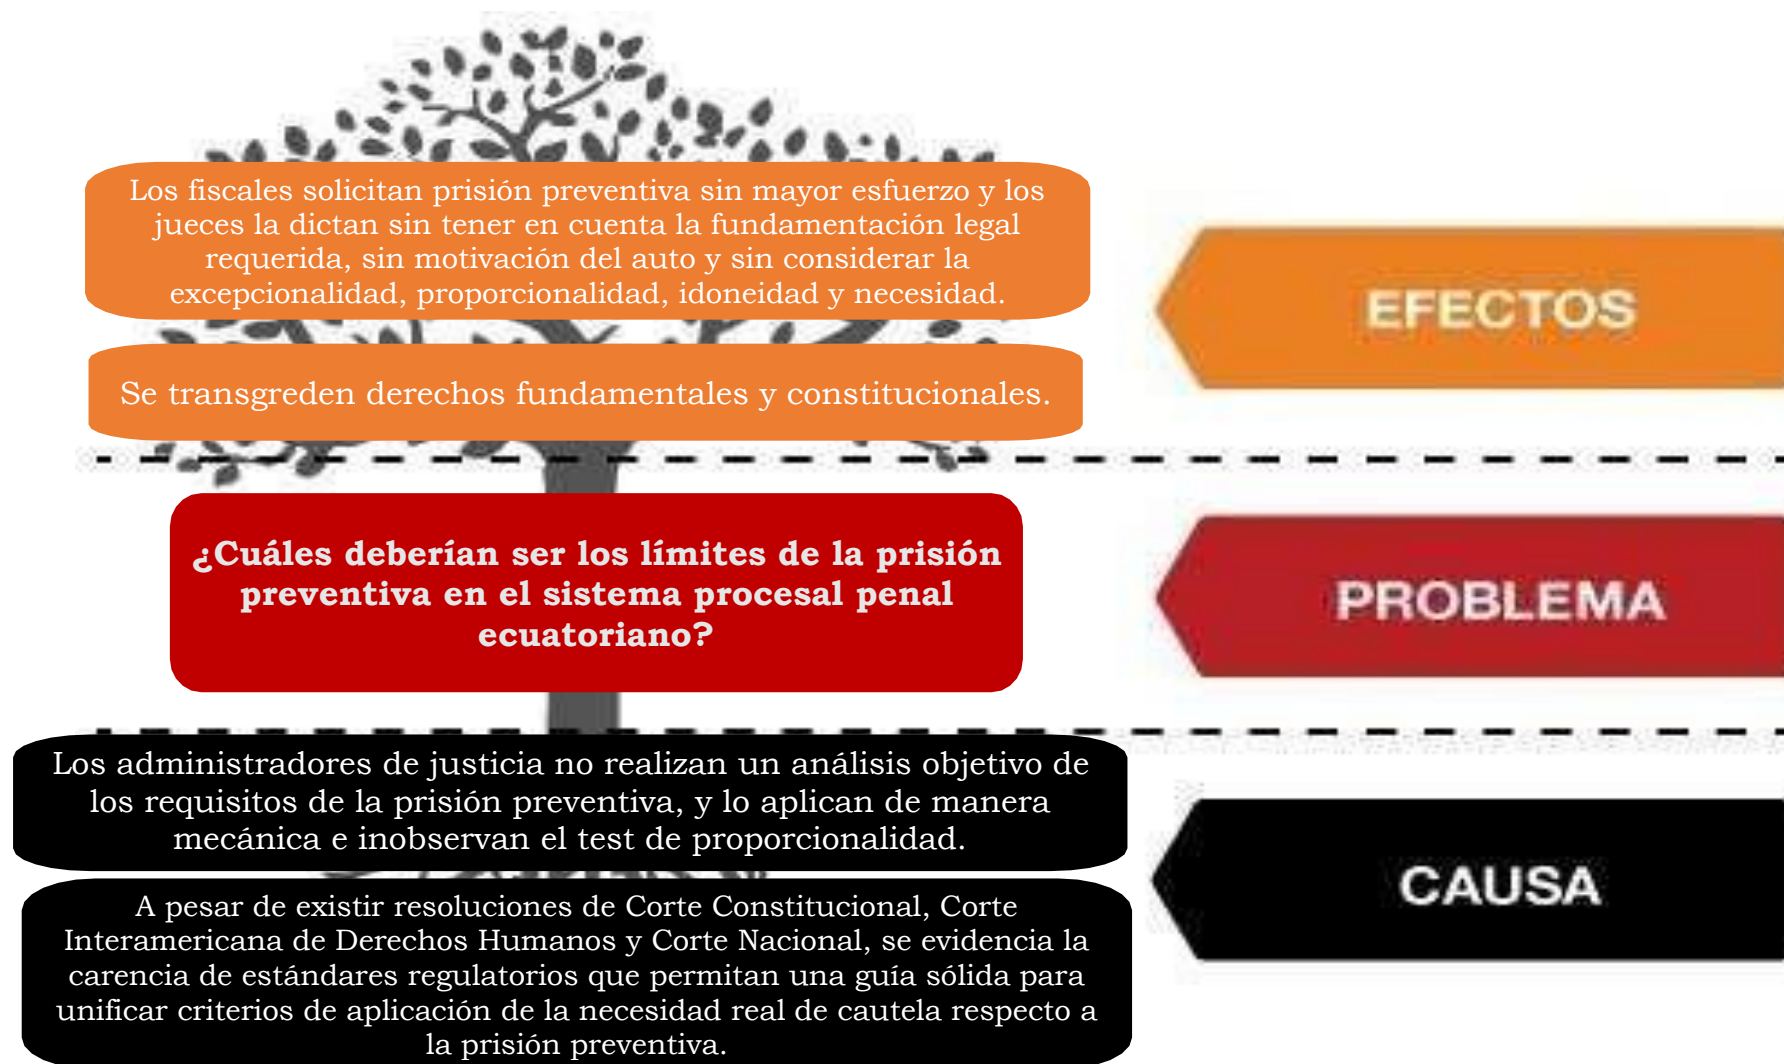 Los fiscales solicitan prisión preventiva sin mayor esfuerzo y los
jueces la dictan sin tener en cuenta la fundamentación legal
requerida, sin motivación del auto y sin considerar la
excepcionalidad, proporcionalidad, idoneidad y necesidad.
EFECTOS
Se transgreden derechos fundamentales y constitucionales.
¿Cuáles deberían ser los límites de la prisión
preventiva en el sistema procesal penal
ecuatoriano?
PROBLEMA
Los administradores de justicia no realizan un análisis objetivo de
los requisitos de la prisión preventiva, y lo aplican de manera
mecánica e inobservan el test de proporcionalidad.
CAUSA
A pesar de existir resoluciones de Corte Constitucional, Corte
Interamericana de Derechos Humanos y Corte Nacional, se evidencia la
carencia de estándares regulatorios que permitan una guía sólida para
unificar criterios de aplicación de la necesidad real de cautela respecto a
la prisión preventiva.